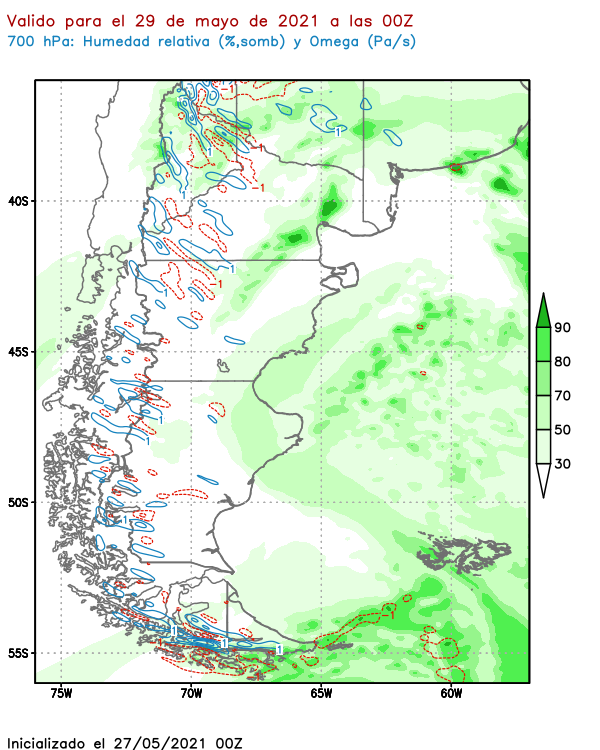 Valido para el 29 de mayo de 2021 a las 00Z
700 hPa: Humedad relativa (%,somb) y Omega (Pa/s)
-1
1
1
-1
1
-1
40S
1
-1
1
45S
1
1
50S
-1
1
1
1
55S
75W 70W 65W 60W
90
80
70
50
30
Inicializado el 27/05/2021 00Z